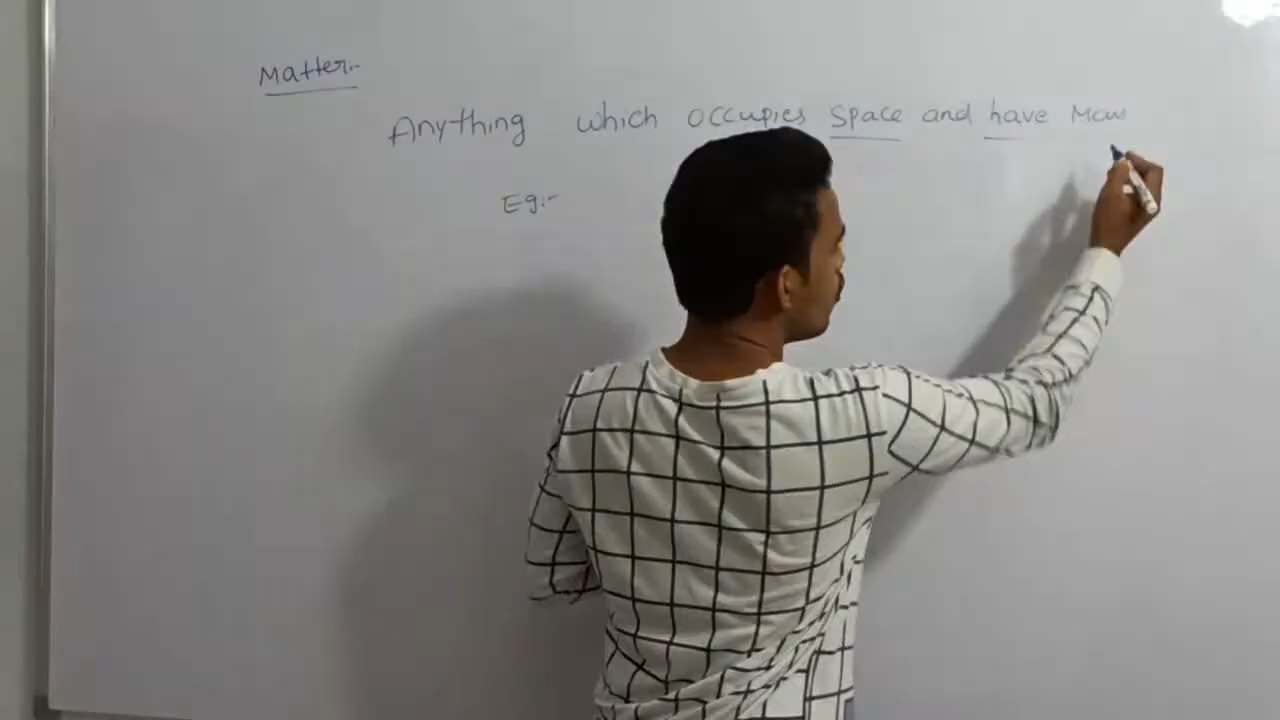 Matter:-
Anything which occupies space and have Mass
Eg:-